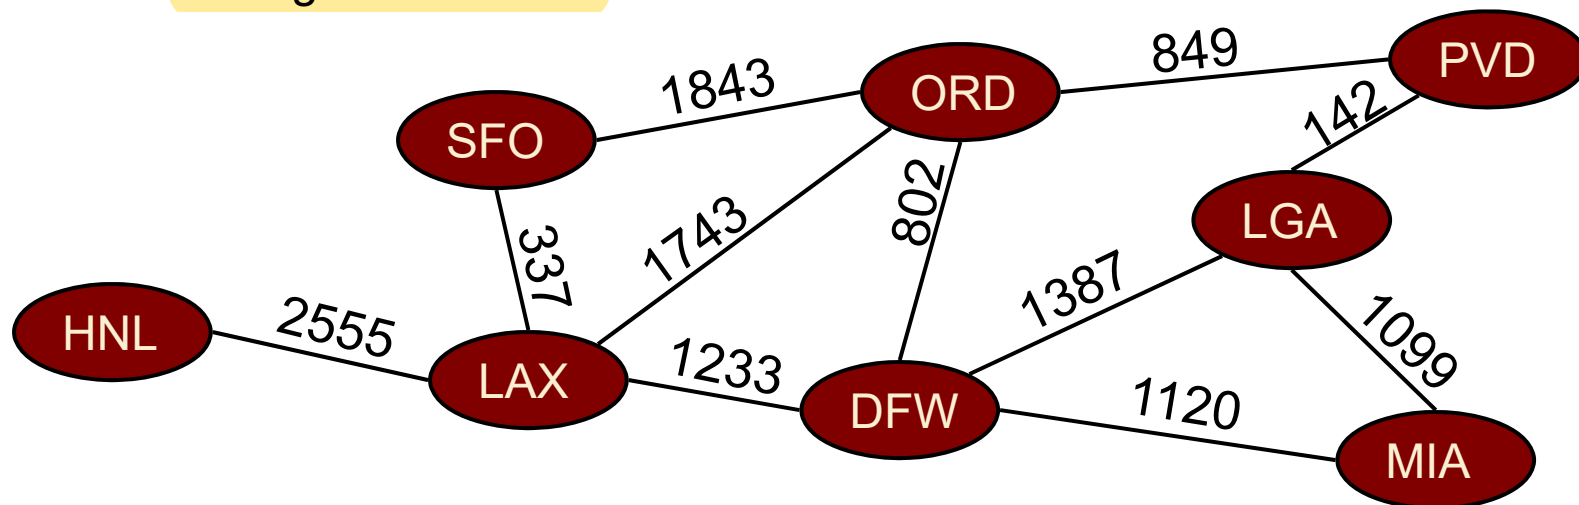 849
PVD
1843
ORD
142
SFO
802
LGA
1743
337
1387
HNL
2555
1099
LAX
1233
DFW
1120
MIA